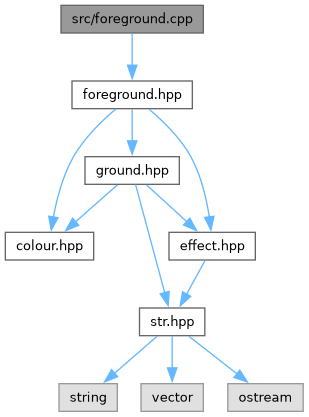 src/foreground.cpp
foreground.hpp
ground.hpp
colour.hpp
effect.hpp
str.hpp
string
vector
ostream